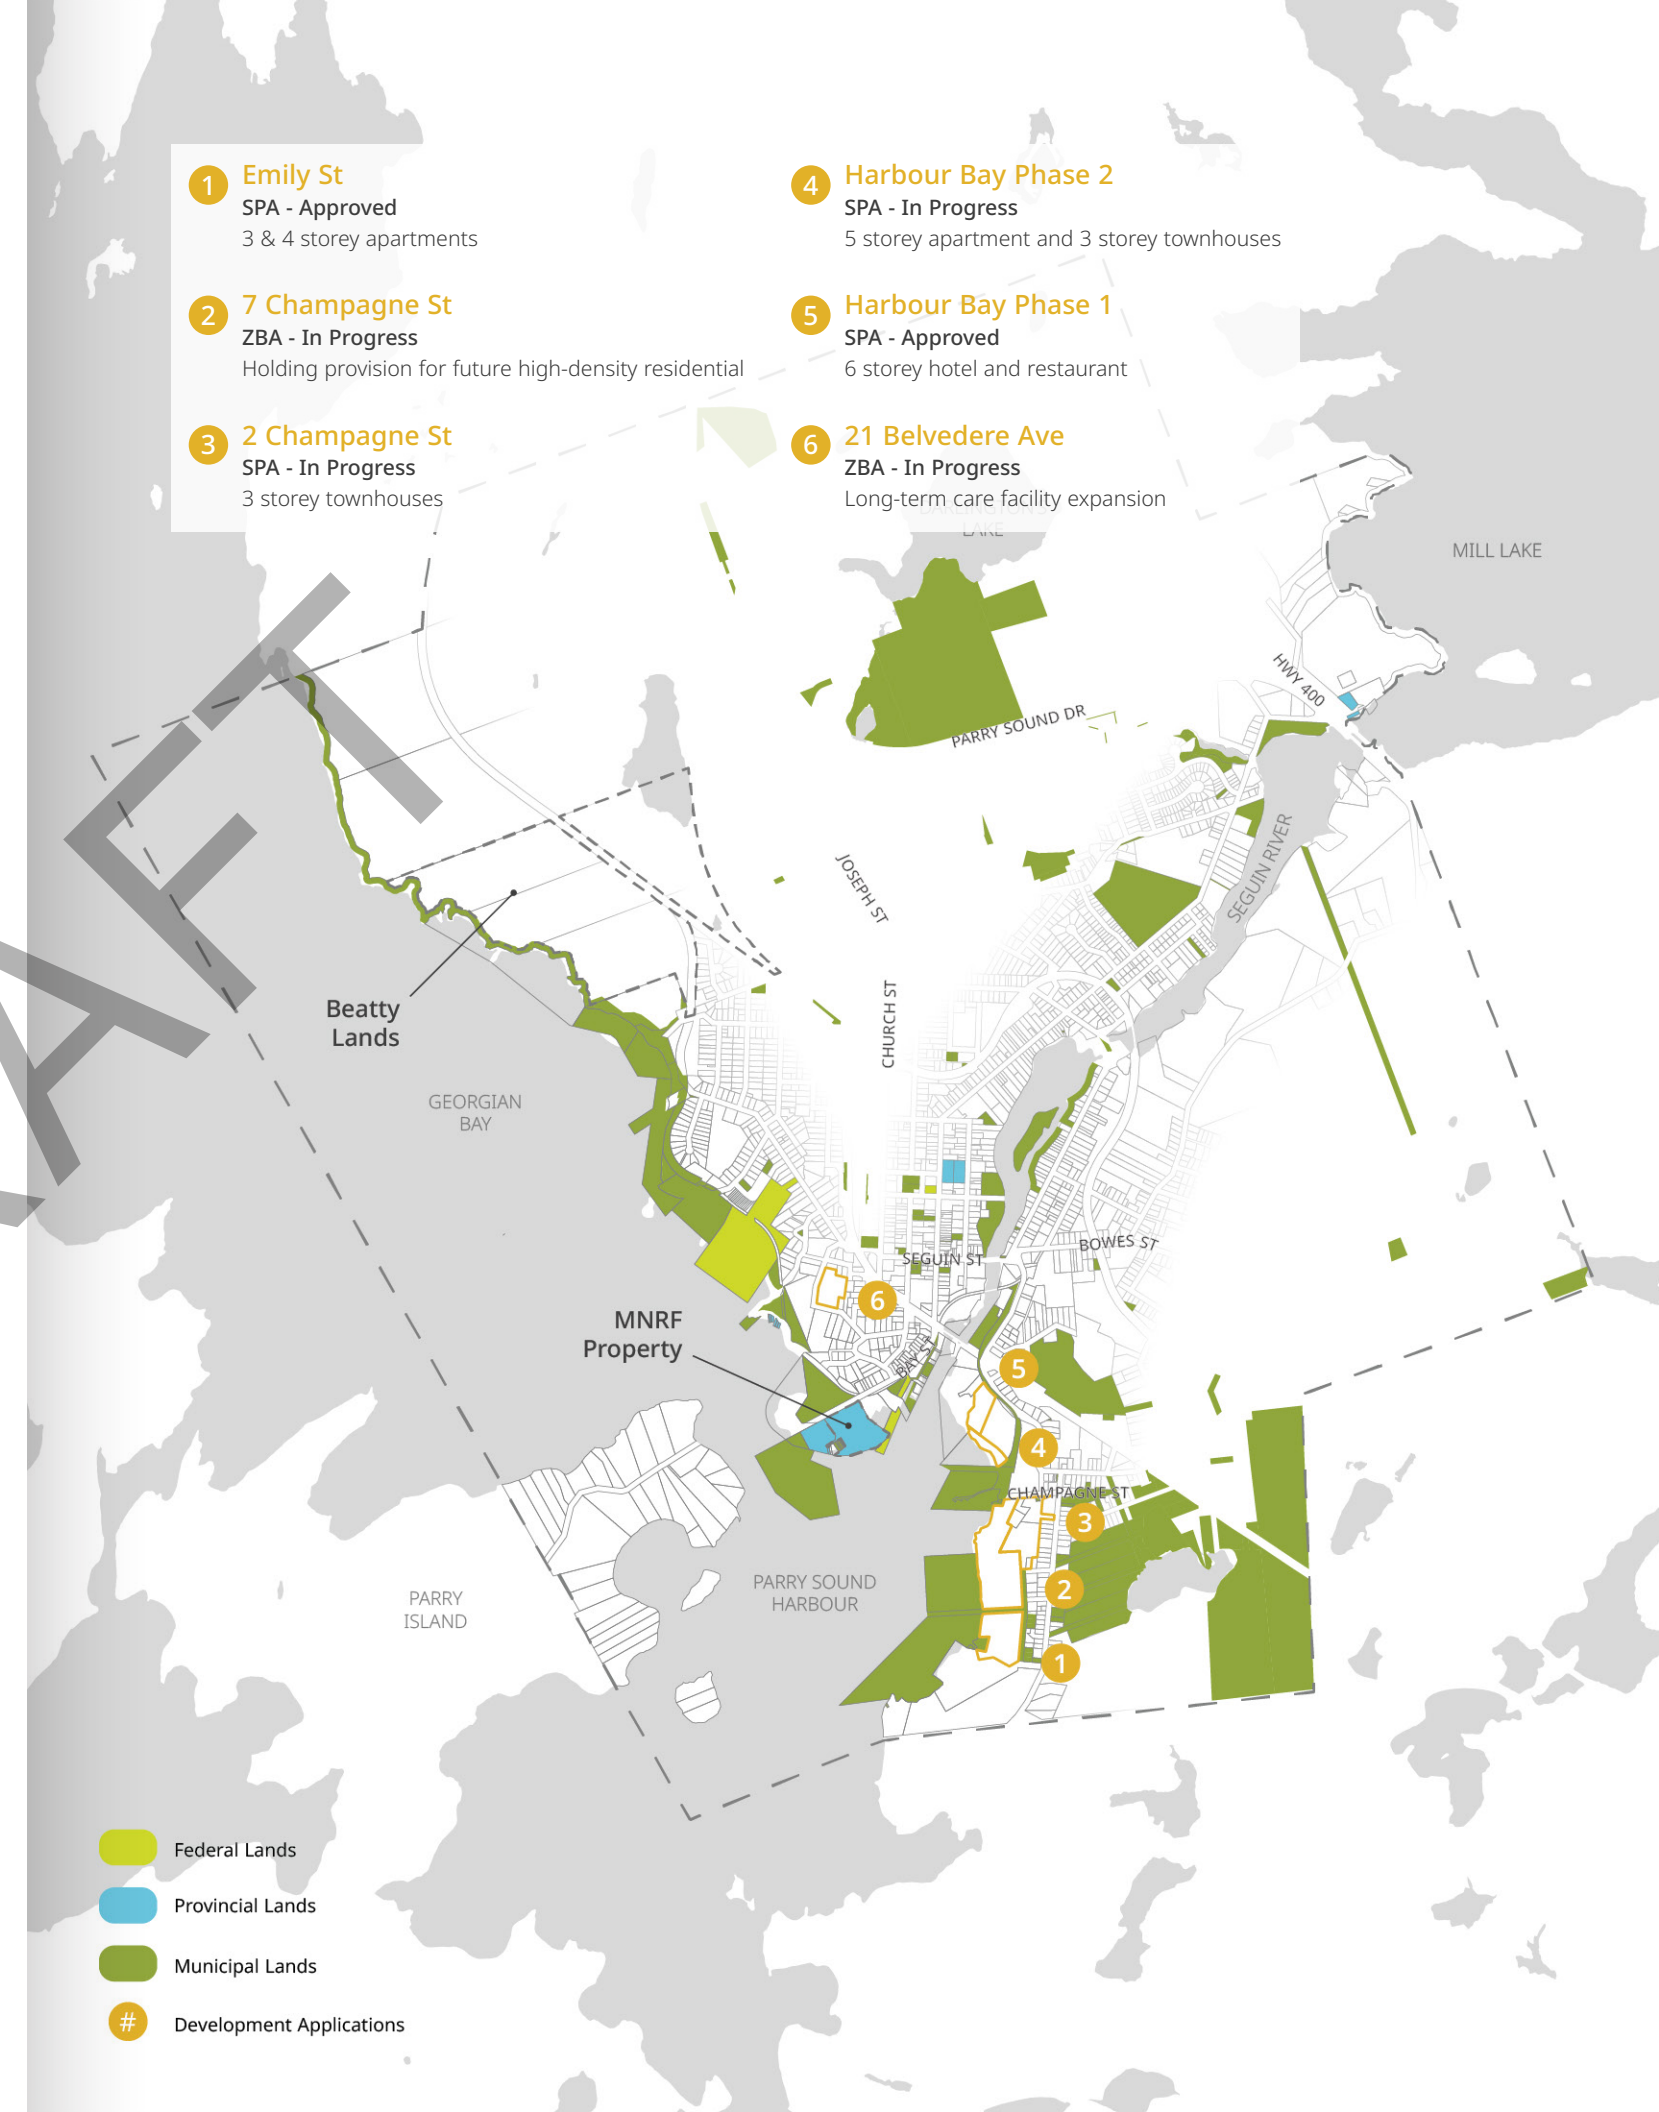 1 Emily St
SPA - Approved
3 & 4 storey apartments
2 7 Champagne St
ZBA - In Progress
Holding provision for future high-density residential
3 2 Champagne St
SPA - In Progress
3 storey townhouses
4 Harbour Bay Phase 2
SPA - In Progress
5 storey apartment and 3 storey townhouses
5 Harbour Bay Phase 1
SPA - Approved
6 storey hotel and restaurant
6 21 Belvedere Ave
ZBA - In Progress
Long-term care facility expansion
LAKE
MILL LAKE
HWY 400
PARRY SOUND DR
SEGUIN RIVER
JOSEPH ST
CHURCH ST
Beatty
Lands
GEORGIAN
BAY
BOWES ST
SEGUIN ST
6
MNRF
Property
BAY ST
5
4
CHAMPAGNE ST
3
PARRY SOUND
HARBOUR
2
PARRY
ISLAND
1
Federal Lands
Provincial Lands
Municipal Lands
# Development Applications
AFT